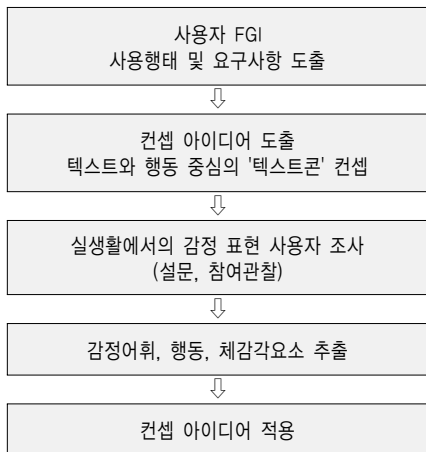 사용자 FGI
사용행태 및 요구사항 도출
컨셉 아이디어 도출
텍스트와 행동 중심의 '텍스트콘' 컨셉
실생활에서의 감정 표현 사용자 조사
(설문, 참여관찰)
감정어휘, 행동, 체감각요소 추출
컨셉 아이디어 적용